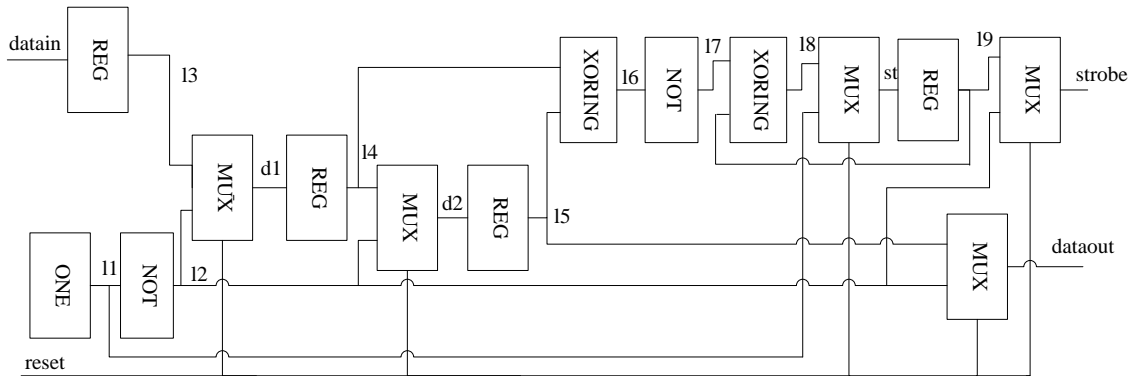 datain
REG
l3
MUX
d1
REG
l4
MUX
d2
REG
l5
XORING
l6
NOT
l7
XORING
l8
MUX
st
REG
l9
MUX
strobe
MUX
dataout
ONE
l1
NOT
l2
reset